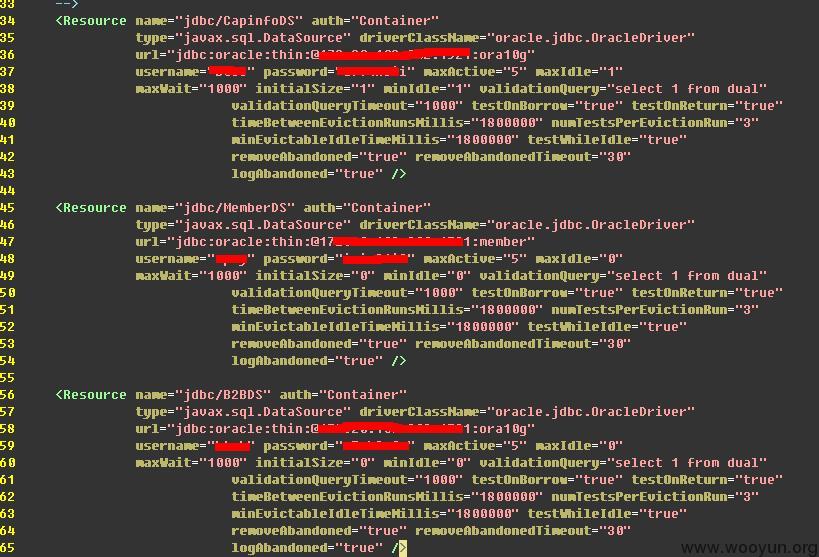 33 -->
34 <Resource name="jdbc/CapinfoDS" auth="Container"
35 type="javax.sql.DataSource" driverClassName="oracle.jdbc.OracleDriver"
36 url="jdbc:oracle:thin:@ :ora10g"
37 username=" " password=" i" maxActive="5" maxIdle="1"
38 maxWait="1000" initialSize="1" minIdle="1" validationQuery="select 1 from dual"
39 validationQueryTimeout="1000" testOnBorrow="true" testOnReturn="true"
40 timeBetweenEvictionRunsMillis="1800000" numTestsPerEvictionRun="3"
41 minEvictableIdleTimeMillis="1800000" testWhileIdle="true"
42 removeAbandoned="true" removeAbandonedTimeout="30"
43 logAbandoned="true" />
44
45 <Resource name="jdbc/MemberDS" auth="Container"
46 type="javax.sql.DataSource" driverClassName="oracle.jdbc.OracleDriver"
47 url="jdbc:oracle:thin:@17 1:member"
48 username=" " password=" " maxActive="5" maxIdle="0"
49 maxWait="1000" initialSize="0" minIdle="0" validationQuery="select 1 from dual"
50 validationQueryTimeout="1000" testOnBorrow="true" testOnReturn="true"
51 timeBetweenEvictionRunsMillis="1800000" numTestsPerEvictionRun="3"
52 minEvictableIdleTimeMillis="1800000" testWhileIdle="true"
53 removeAbandoned="true" removeAbandonedTimeout="30"
54 logAbandoned="true" />
55
56 <Resource name="jdbc/B2BDS" auth="Container"
57 type="javax.sql.DataSource" driverClassName="oracle.jdbc.OracleDriver"
58 url="jdbc:oracle:thin:@ 1:ora10g"
59 username=" " password=" " maxActive="5" maxIdle="0"
60 maxWait="1000" initialSize="0" minIdle="0" validationQuery="select 1 from dual"
61 validationQueryTimeout="1000" testOnBorrow="true" testOnReturn="true"
62 timeBetweenEvictionRunsMillis="1800000" numTestsPerEvictionRun="3"
63 minEvictableIdleTimeMillis="1800000" testWhileIdle="true"
64 removeAbandoned="true" removeAbandonedTimeout="30"
65 logAbandoned="true" />
www.wooyun.org